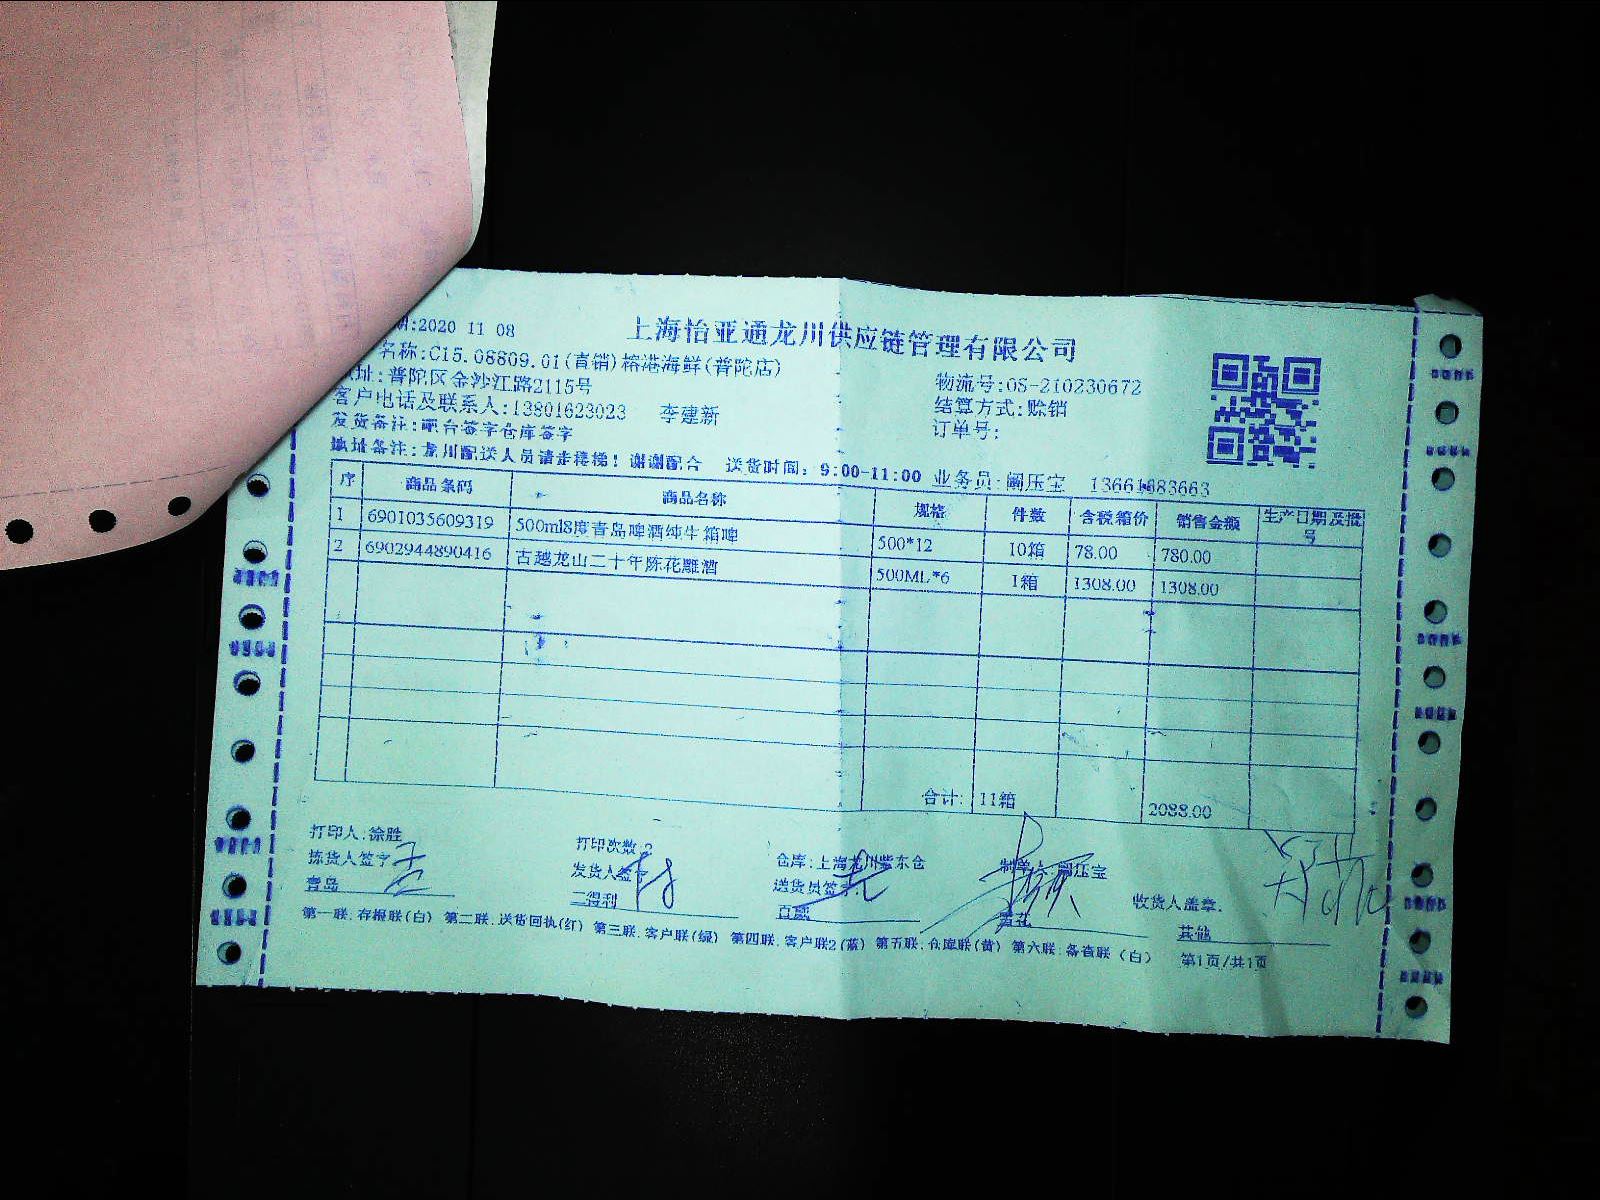 上海怡亚通龙川供应链管理有限公司
:2020 11 08
名称:C15.08809.01(直销)榕港海鲜(普陀店)
址:普陀区金沙江路2115号
物流号:OS-210230672
客户电话及联系人:13801623023 李建新
结算方式:赊销
发货备注:吧台签字仓库签字
订单号:
地址备注:龙川配送人员请走楼梯!谢谢配合 送货时间:9:00-11:00 业务员:阚压宝 13661683663
序 商品条码 商品名称 规格 件数 含税箱价 销售金额 生产日期及批号
1 6901035609319 500ml8度青岛啤酒纯生箱啤 500*12 10箱 78.00 780.00
2 6902944890416 古越龙山二十年陈花雕酒 500ML*6 1箱 1308.00 1308.00
合计: 11箱 2088.00
打印人:徐胜 打印次数:2 仓库:上海龙川紫东仓 制单人:阚压宝
拣货人签字 发货人签字 送货员签 收货人盖章:
青岛 三得利 百威 其他
第一联:存根联(白) 第二联:送货回执(红) 第三联:客户联(绿) 第四联:客户联2(蓝) 第五联:仓库联(黄) 第六联:备查联(白) 第1页/共1页